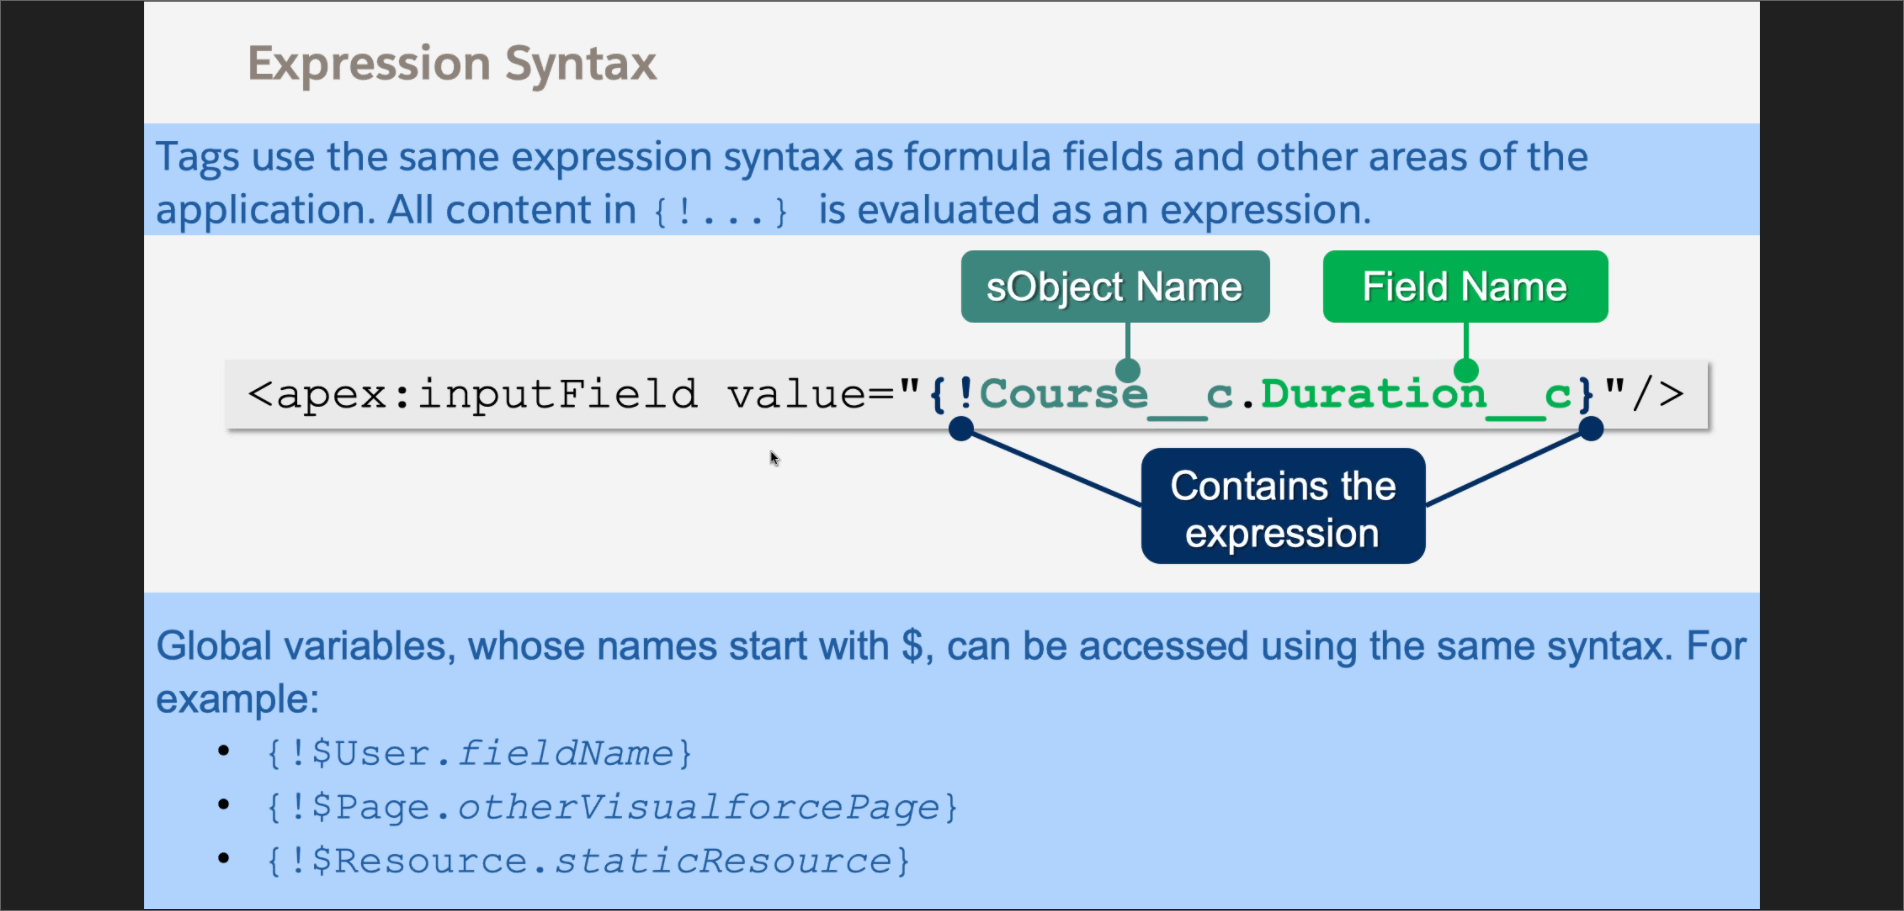 Expression Syntax
Tags use the same expression syntax as formula fields and other areas of the
application. All content in {!...} is evaluated as an expression.
sObject Name
Field Name
<apex:inputField value="{!Course__c.Duration__c}"/>
Contains the
expression
Global variables, whose names start with $, can be accessed using the same syntax. For
example:
• {!$User.fieldName}
• {!$Page.otherVisualforcePage}
• {!$Resource.staticResource}